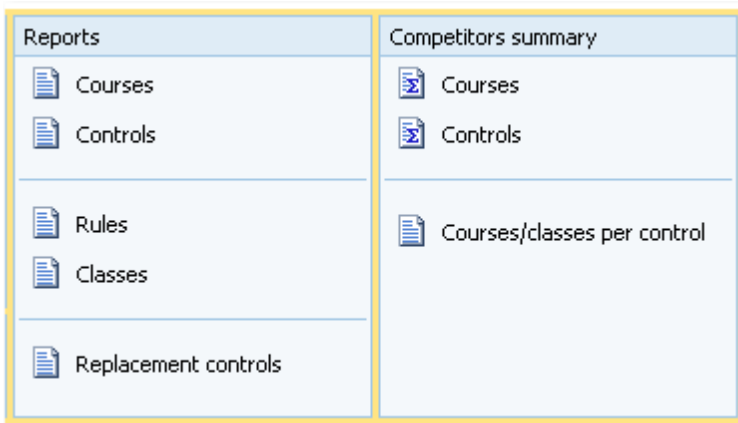 Reports
Courses
Controls
Rules
Classes
Replacement controls
Competitors summary
Courses
Controls
Courses/classes per control